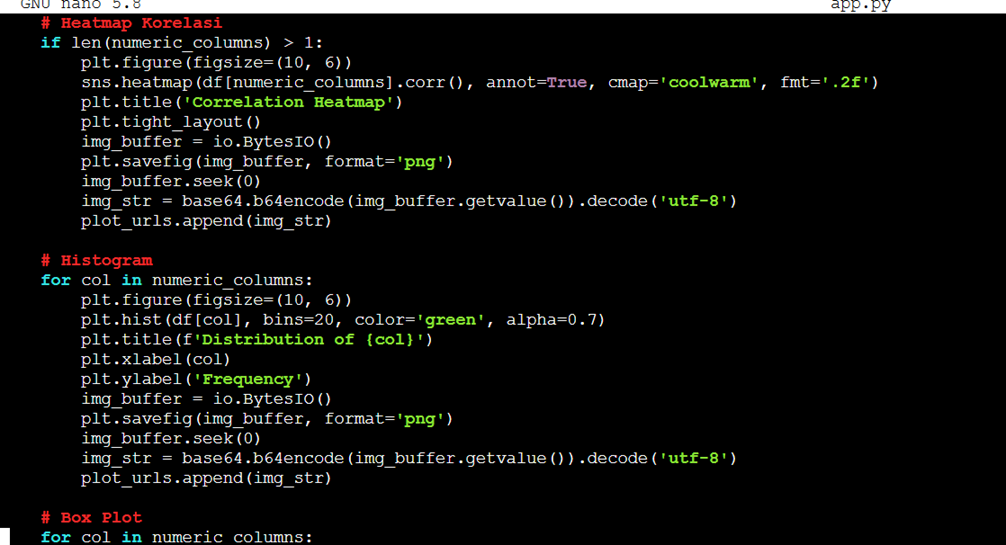 GNU nano 5.8 app.py
# Heatmap Korelasi
if len(numeric_columns) > 1:
    plt.figure(figsize=(10, 6))
    sns.heatmap(df[numeric_columns].corr(), annot=True, cmap='coolwarm', fmt='.2f')
    plt.title('Correlation Heatmap')
    plt.tight_layout()
    img_buffer = io.BytesIO()
    plt.savefig(img_buffer, format='png')
    img_buffer.seek(0)
    img_str = base64.b64encode(img_buffer.getvalue()).decode('utf-8')
    plot_urls.append(img_str)

# Histogram
for col in numeric_columns:
    plt.figure(figsize=(10, 6))
    plt.hist(df[col], bins=20, color='green', alpha=0.7)
    plt.title(f'Distribution of {col}')
    plt.xlabel(col)
    plt.ylabel('Frequency')
    img_buffer = io.BytesIO()
    plt.savefig(img_buffer, format='png')
    img_buffer.seek(0)
    img_str = base64.b64encode(img_buffer.getvalue()).decode('utf-8')
    plot_urls.append(img_str)

# Box Plot
for col in numeric_columns: